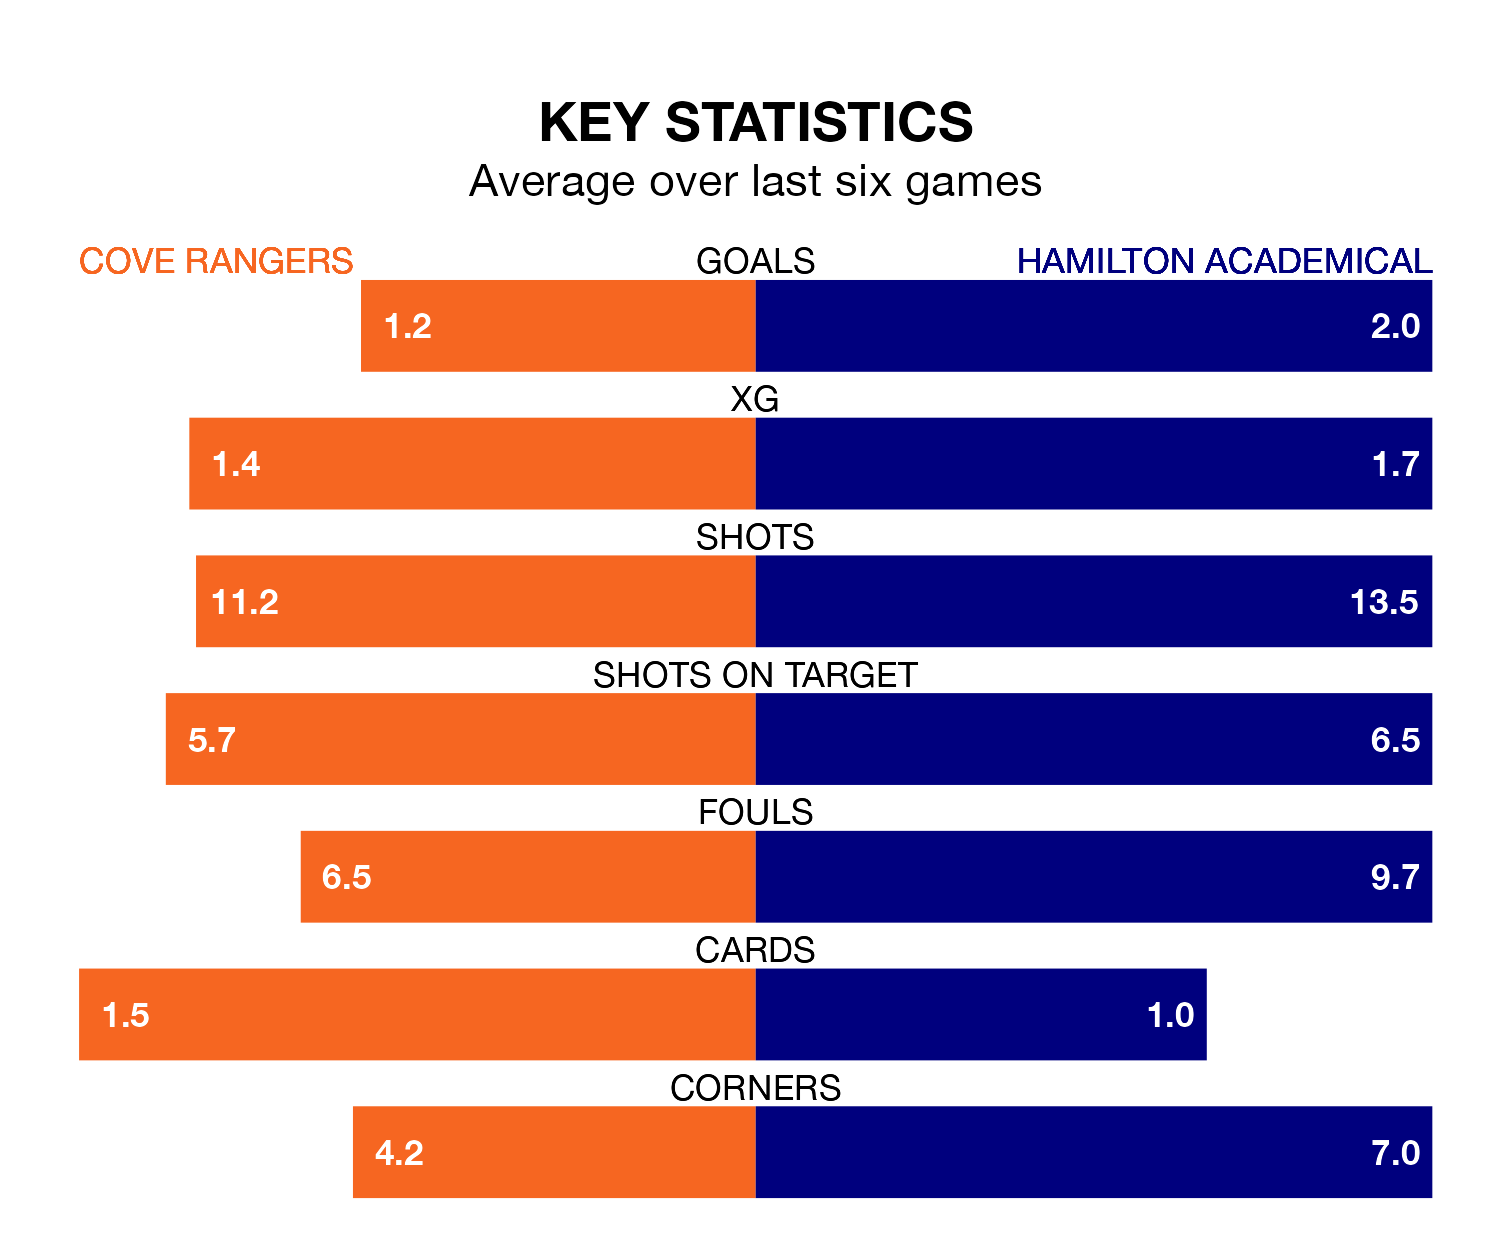 KEY STATISTICS
Average over last six games
COVE RANGERS GOALS HAMILTON ACADEMICAL
1.2 2.0
XG
1.4 1.7
SHOTS
11.2 13.5
SHOTS ON TARGET
5.7 6.5
FOULS
6.5 9.7
CARDS
1.5 1.0
CORNERS
4.2 7.0